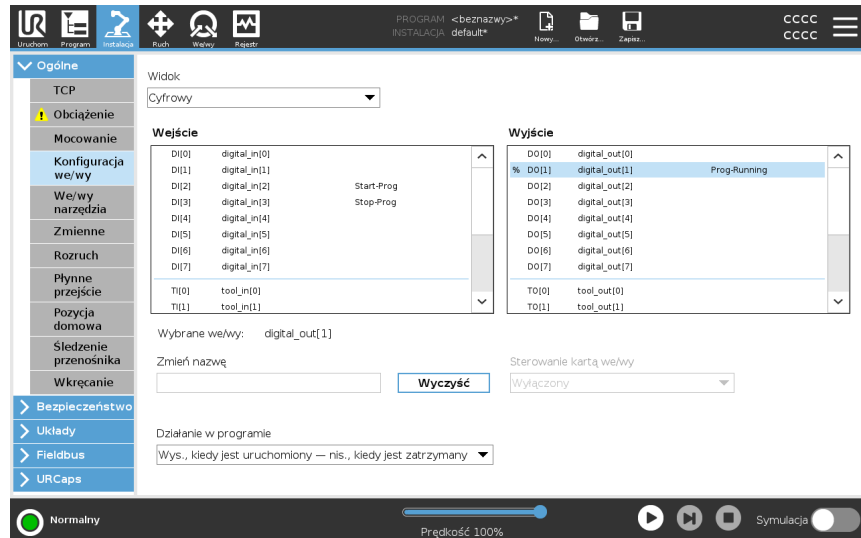 PROGRAM <beznazwy>*
INSTALACJA default*
CCCC
CCCC
Uruchom Program Instalacja Ruch We/wy Rejestr Nowy... Otwórz... Zapisz...
Ogólne
TCP
Obciążenie
Mocowanie
Konfiguracja
we/wy
We/wy
narzędzia
Zmienne
Rozruch
Płynne
przejście
Pozycja
domowa
Śledzenie
przenośnika
Wkręcanie
Bezpieczeństwo
Układy
Fieldbus
URCaps
Widok
Cyfrowy
Wejście
DI[0] digital_in[0]
DI[1] digital_in[1]
DI[2] digital_in[2] Start-Prog
DI[3] digital_in[3] Stop-Prog
DI[4] digital_in[4]
DI[5] digital_in[5]
DI[6] digital_in[6]
DI[7] digital_in[7]
TI[0] tool_in[0]
TI[1] tool_in[1]
Wyjście
DO[0] digital_out[0]
% DO[1] digital_out[1] Prog-Running
DO[2] digital_out[2]
DO[3] digital_out[3]
DO[4] digital_out[4]
DO[5] digital_out[5]
DO[6] digital_out[6]
DO[7] digital_out[7]
TO[0] tool_out[0]
TO[1] tool_out[1]
Wybrane we/wy: digital_out[1]
Zmień nazwę
Wyczyść
Sterowanie kartą we/wy
Wyłączony
Działanie w programie
Wys., kiedy jest uruchomiony — nis., kiedy jest zatrzymany
Normalny
Prędkość 100%
Symulacja